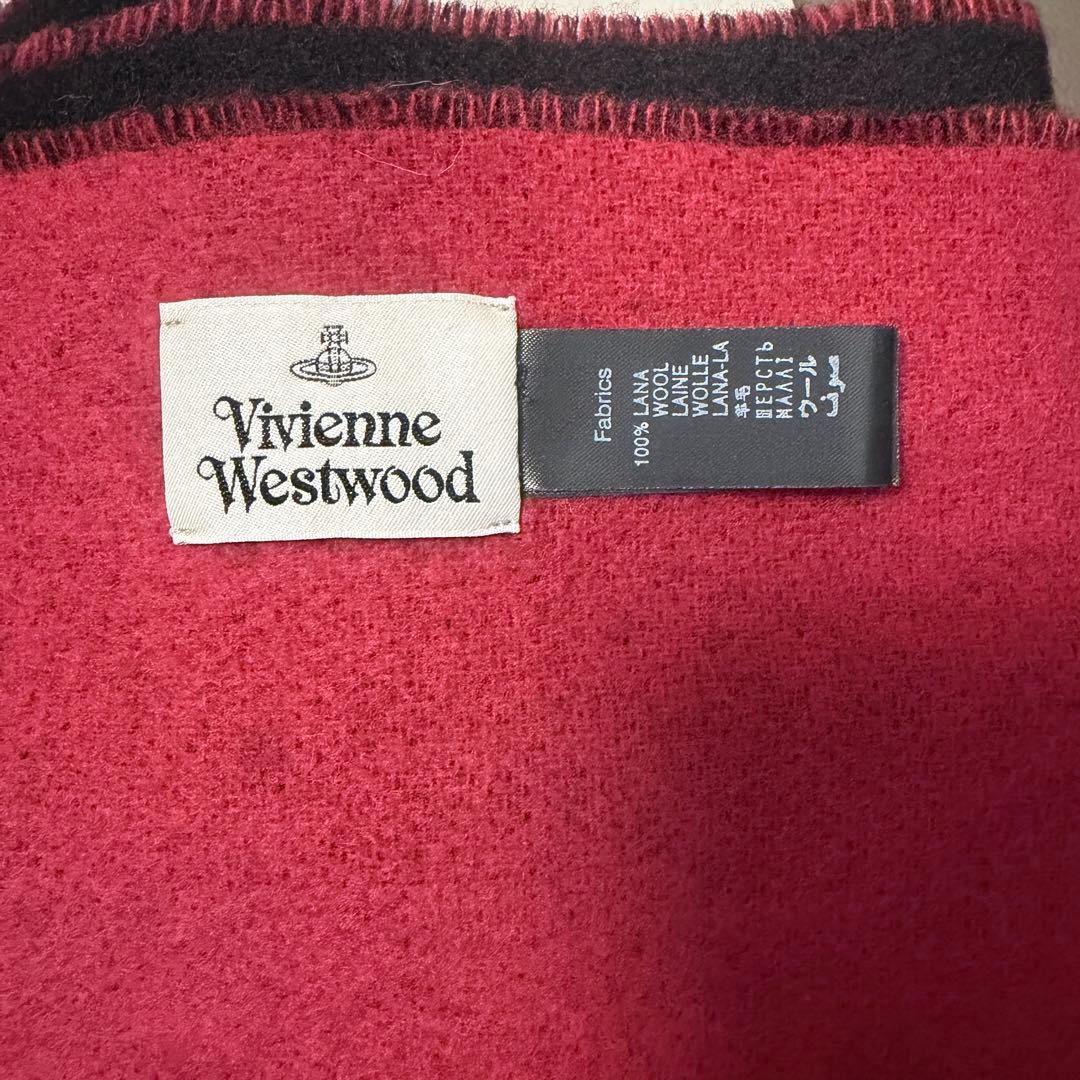 Vivienne
Westwood
Fabrics
100% LANA
WOOL
LAINE
WOLLE
LANA-LA
羊毛
ШЕРСТЬ
ΜΑΛΛΙ
ウール
صوف